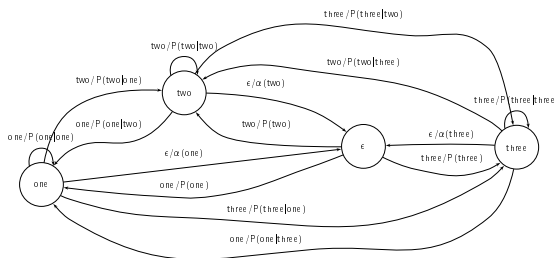 three/P(three|two)
two/P(two|two)
two/P(two|three)
two/P(two|one)
ϵ/α(two)
two
three/P(three|three)
one/P(one|two)
two/P(two)
one/P(one|one)
ϵ/α(three)
ϵ
three
ϵ/α(one)
three/P(three)
one
one/P(one)
three/P(three|one)
one/P(one|three)